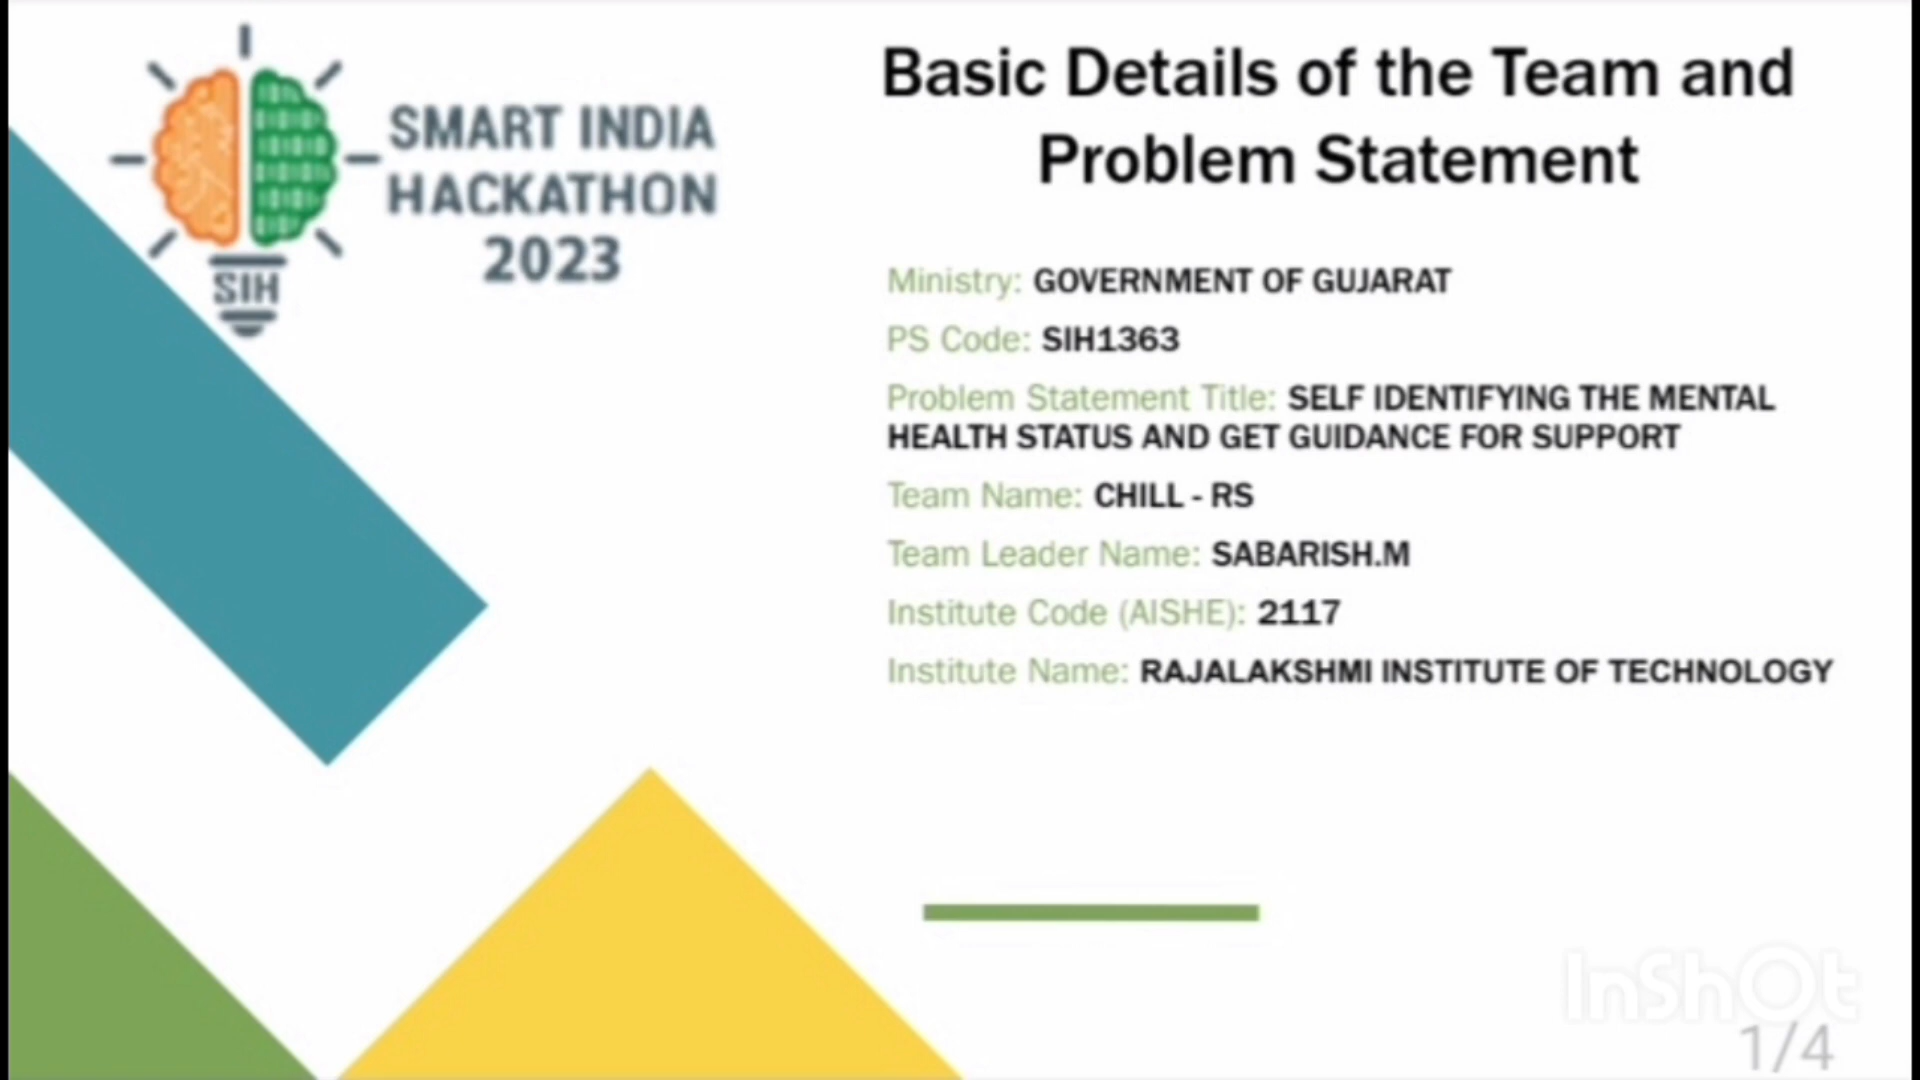 SMART INDIA
HACKATHON
2023
SIH
Basic Details of the Team and
Problem Statement
Ministry: GOVERNMENT OF GUJARAT
PS Code: SIH1363
Problem Statement Title: SELF IDENTIFYING THE MENTAL
HEALTH STATUS AND GET GUIDANCE FOR SUPPORT
Team Name: CHILL - RS
Team Leader Name: SABARISH.M
Institute Code (AISHE): 2117
Institute Name: RAJALAKSHMI INSTITUTE OF TECHNOLOGY
InShOt
1/4